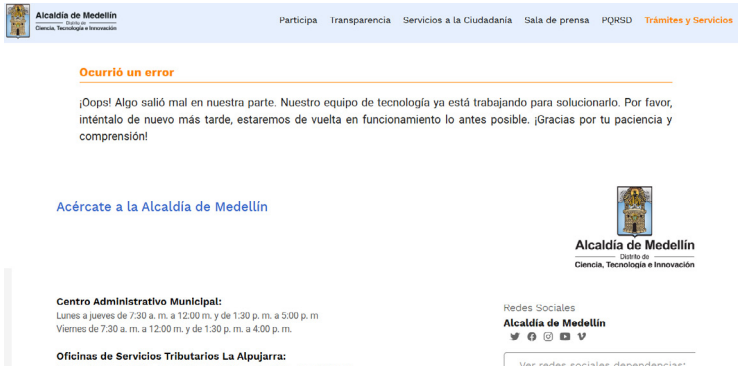 Alcaldía de Medellín
Distrito de
Ciencia, Tecnología e Innovación
Participa Transparencia Servicios a la Ciudadanía Sala de prensa PQRSD Trámites y Servicios
Ocurrió un error
¡Oops! Algo salió mal en nuestra parte. Nuestro equipo de tecnología ya está trabajando para solucionarlo. Por favor,
inténtalo de nuevo más tarde, estaremos de vuelta en funcionamiento lo antes posible. ¡Gracias por tu paciencia y
comprensión!
Acércate a la Alcaldía de Medellín
Alcaldía de Medellín
Distrito de
Ciencia, Tecnología e Innovación
Centro Administrativo Municipal:
Lunes a jueves de 7:30 a. m. a 12:00 m. y de 1:30 p. m. a 5:00 p. m
Viernes de 7:30 a. m. a 12:00 m. y de 1:30 p. m. a 4:00 p. m.
Oficinas de Servicios Tributarios La Alpujarra:
Redes Sociales
Alcaldía de Medellín
Ver redes sociales dependencias: